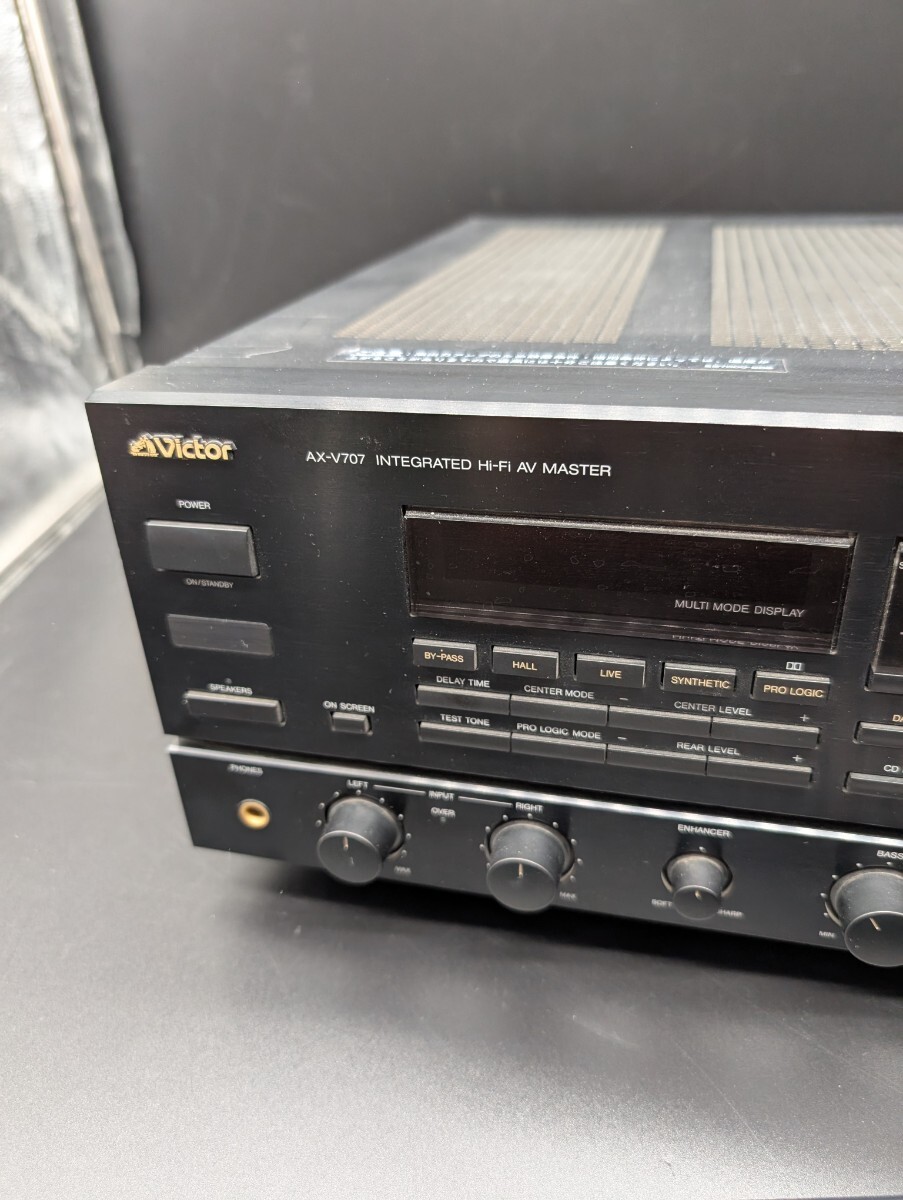 Victor
AX-V707 INTEGRATED Hi-Fi AV MASTER
POWER
ON/STANDBY
MULTI MODE DISPLAY
BY-PASS
HALL
LIVE
SYNTHETIC
PRO LOGIC
SPEAKERS
ON SCREEN
DELAY TIME
CENTER MODE
− CENTER LEVEL +
TEST TONE
PRO LOGIC MODE
− REAR LEVEL +
CD
PHONES
LEFT INPUT RIGHT
OVER
MAX
MAX
ENHANCER
SOFT
SHARP
BASS
MIN